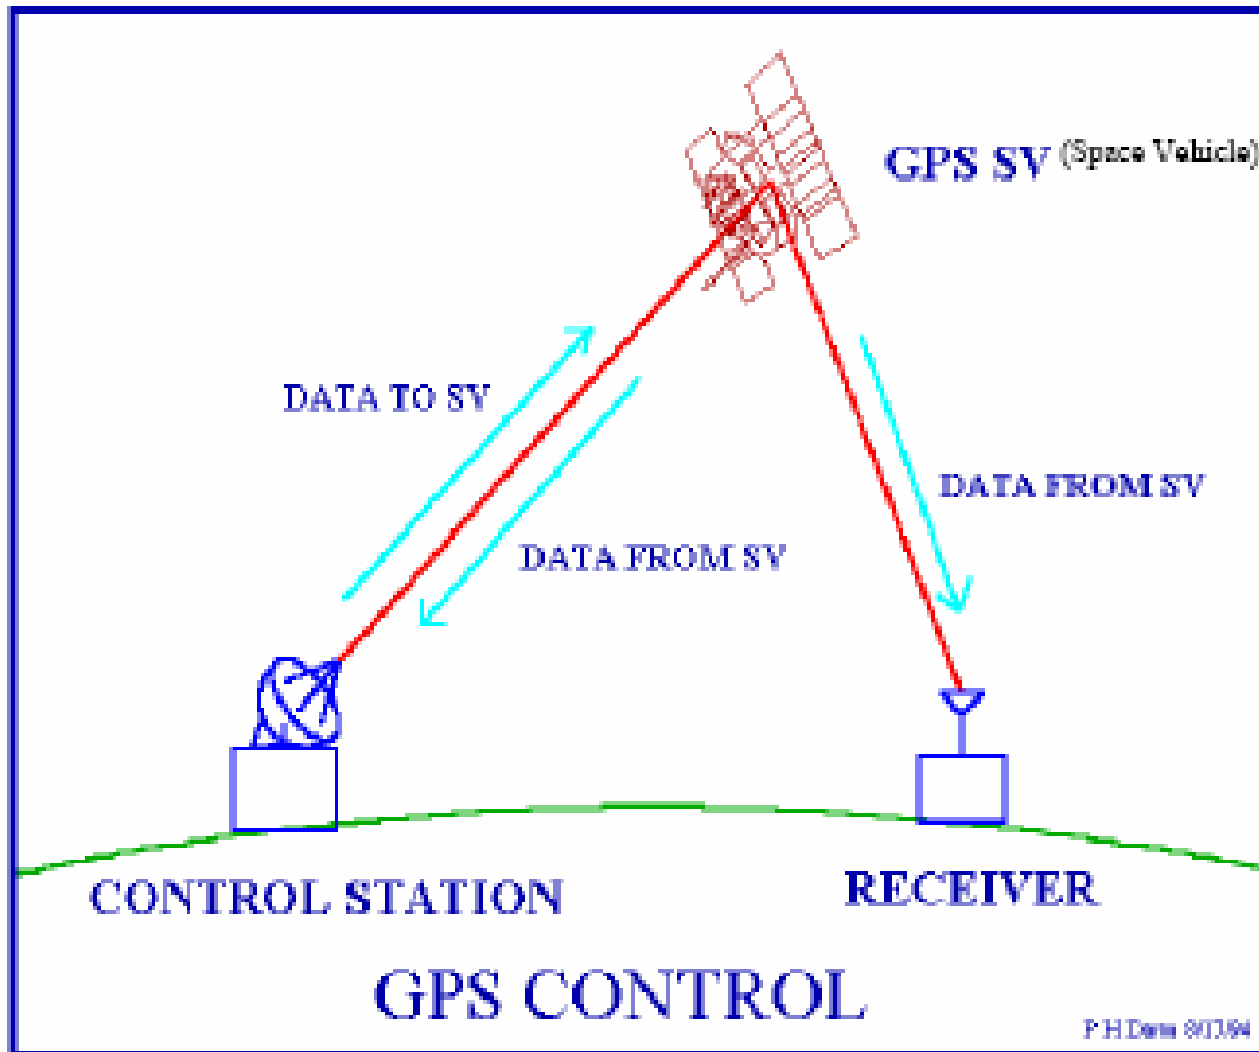 GPS SV (Space Vehicle)
DATA TO SV
DATA FROM SV
DATA FROM SV
CONTROL STATION
RECEIVER
GPS CONTROL
P H Dana